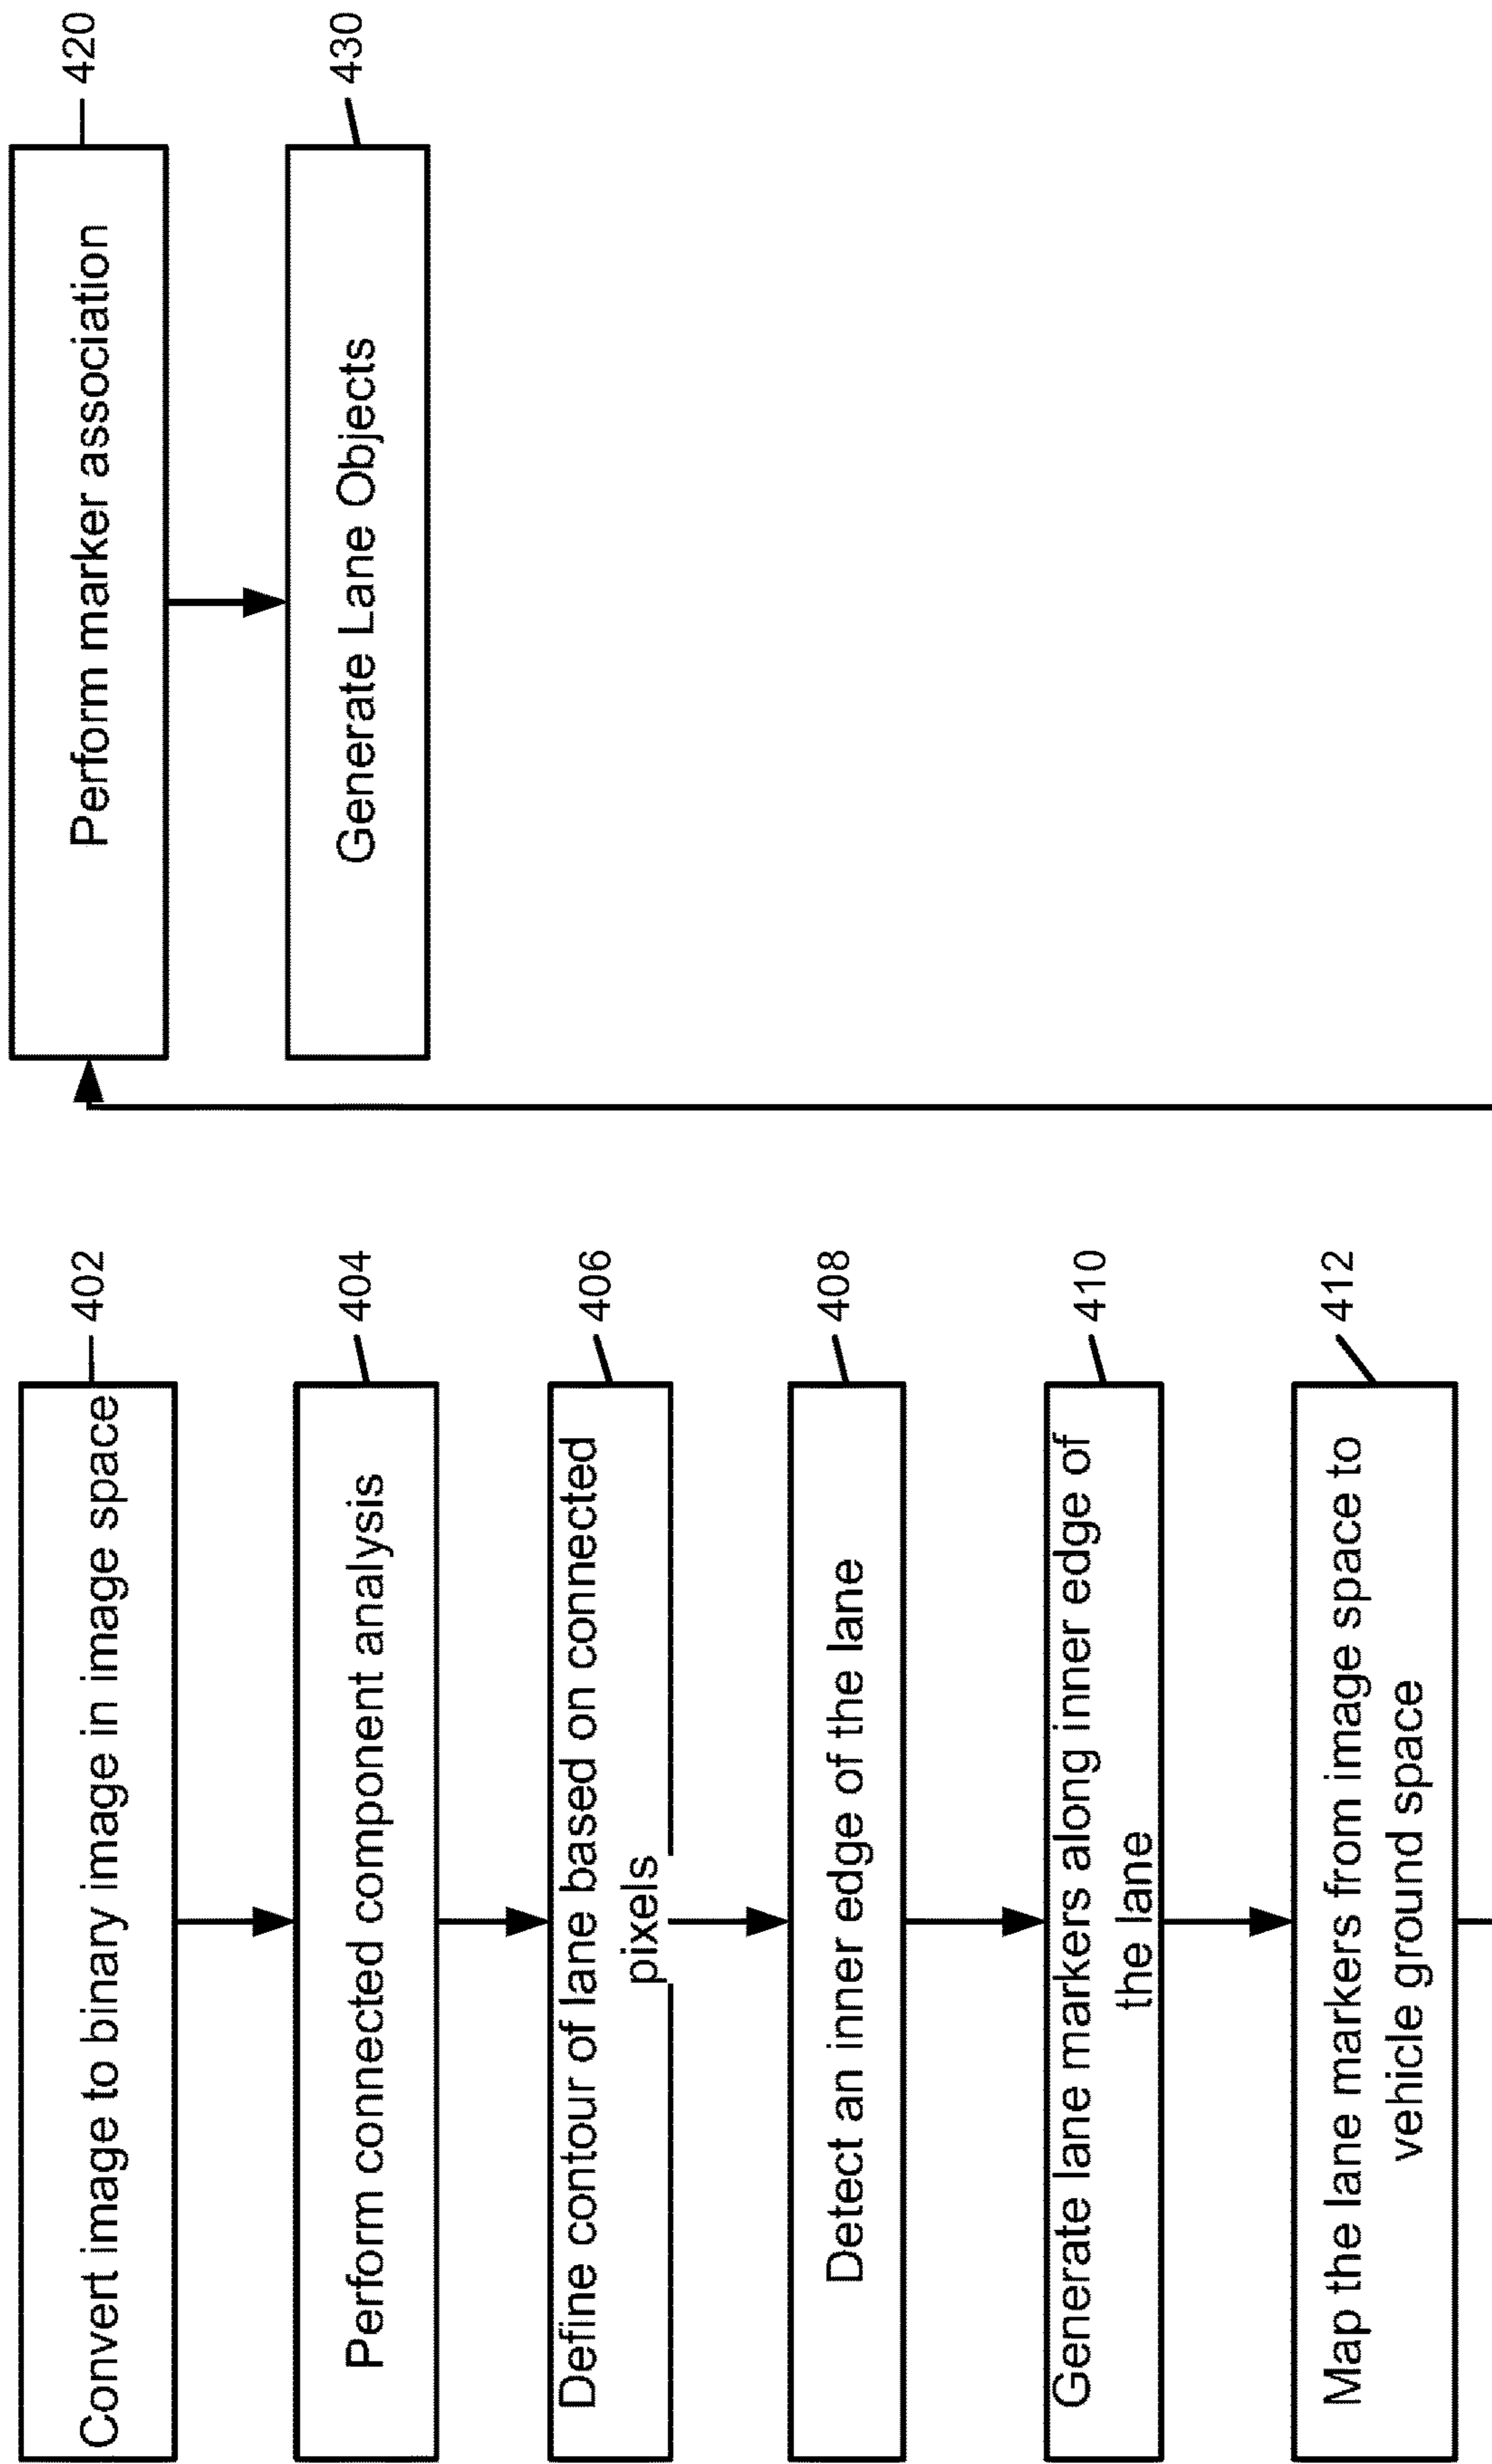 Convert image to binary image in image space
402
Perform connected component analysis
404
Define contour of lane based on connected
pixels
406
Detect an inner edge of the lane
408
Generate lane markers along inner edge of
the lane
410
Map the lane markers from image space to
vehicle ground space
412
Perform marker association
420
Generate Lane Objects
430